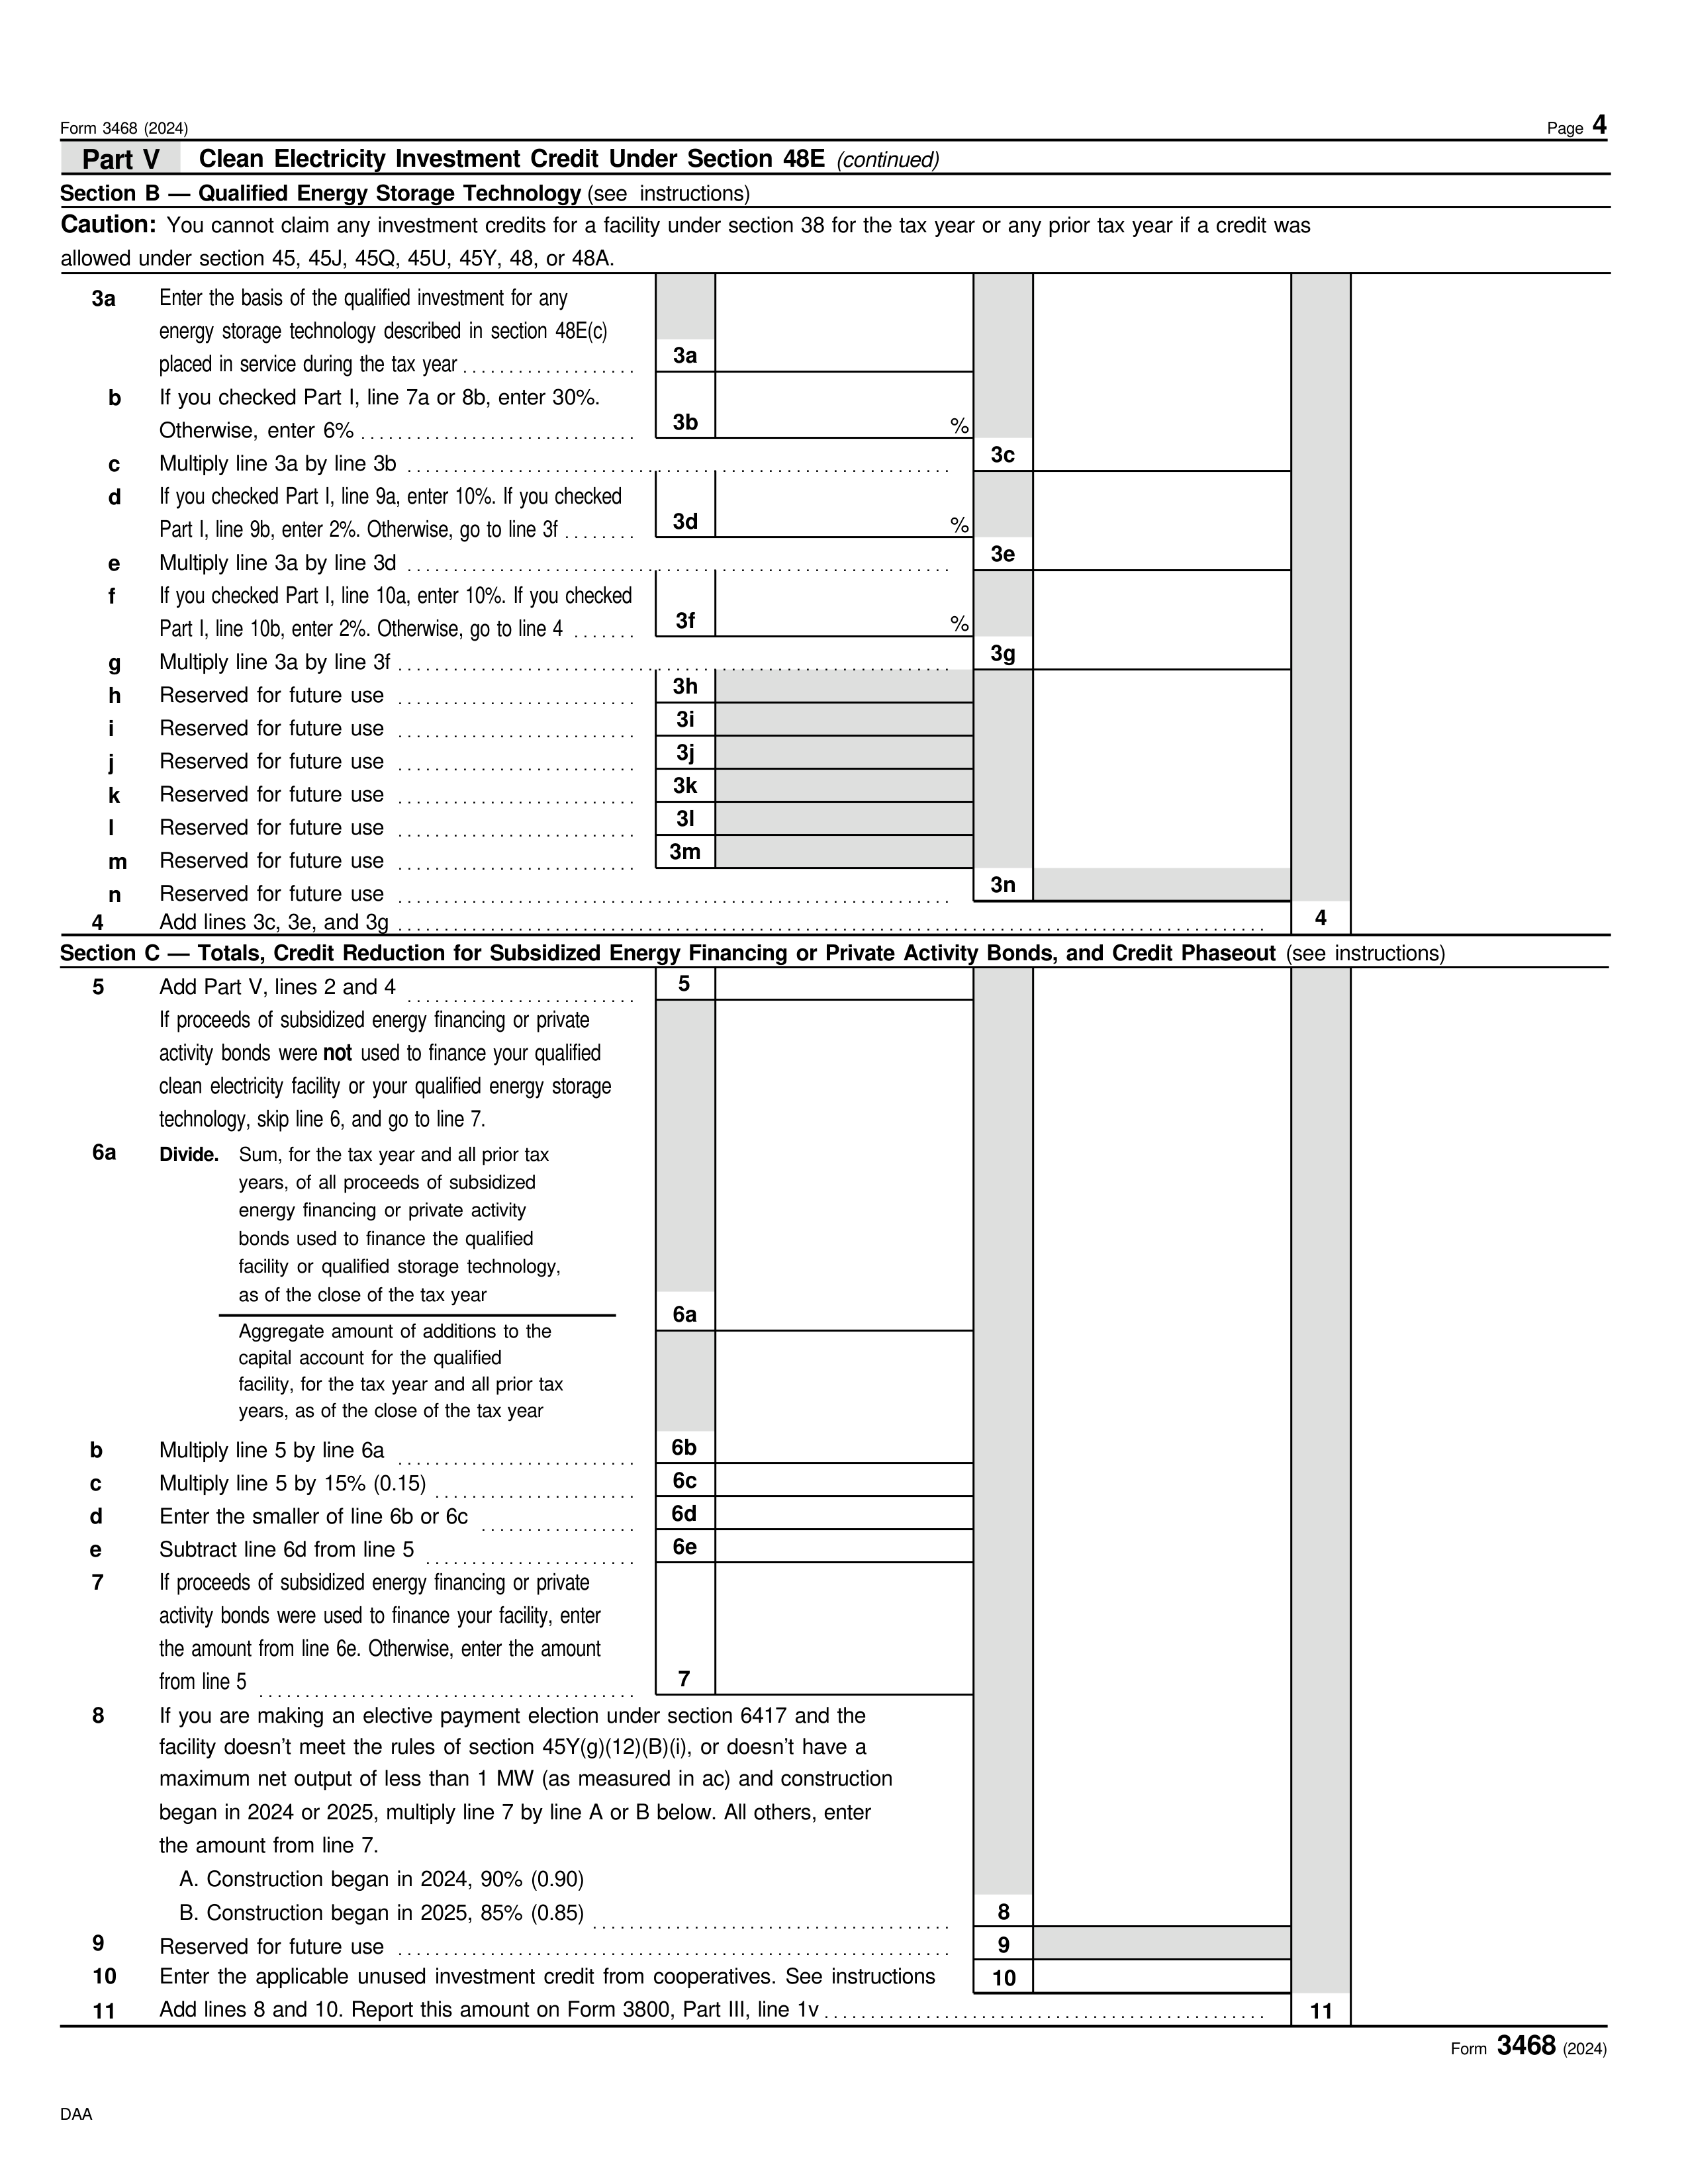 Form 3468 (2024) Page 4
Part V Clean Electricity Investment Credit Under Section 48E (continued)
Section B — Qualified Energy Storage Technology (see instructions)
Caution: You cannot claim any investment credits for a facility under section 38 for the tax year or any prior tax year if a credit was
allowed under section 45, 45J, 45Q, 45U, 45Y, 48, or 48A.
3a Enter the basis of the qualified investment for any
energy storage technology described in section 48E(c)
placed in service during the tax year 3a
b If you checked Part I, line 7a or 8b, enter 30%.
Otherwise, enter 6% 3b %
c Multiply line 3a by line 3b 3c
d If you checked Part I, line 9a, enter 10%. If you checked
Part I, line 9b, enter 2%. Otherwise, go to line 3f 3d %
e Multiply line 3a by line 3d 3e
f If you checked Part I, line 10a, enter 10%. If you checked
Part I, line 10b, enter 2%. Otherwise, go to line 4 3f %
g Multiply line 3a by line 3f 3g
h Reserved for future use 3h
i Reserved for future use 3i
j Reserved for future use 3j
k Reserved for future use 3k
l Reserved for future use 3l
m Reserved for future use 3m
n Reserved for future use 3n
4 Add lines 3c, 3e, and 3g 4
Section C — Totals, Credit Reduction for Subsidized Energy Financing or Private Activity Bonds, and Credit Phaseout (see instructions)
5 Add Part V, lines 2 and 4 5
If proceeds of subsidized energy financing or private
activity bonds were not used to finance your qualified
clean electricity facility or your qualified energy storage
technology, skip line 6, and go to line 7.
6a Divide. Sum, for the tax year and all prior tax
years, of all proceeds of subsidized
energy financing or private activity
bonds used to finance the qualified
facility or qualified storage technology,
as of the close of the tax year
6a
Aggregate amount of additions to the
capital account for the qualified
facility, for the tax year and all prior tax
years, as of the close of the tax year
b Multiply line 5 by line 6a 6b
c Multiply line 5 by 15% (0.15) 6c
d Enter the smaller of line 6b or 6c 6d
e Subtract line 6d from line 5 6e
7 If proceeds of subsidized energy financing or private
activity bonds were used to finance your facility, enter
the amount from line 6e. Otherwise, enter the amount
from line 5 7
8 If you are making an elective payment election under section 6417 and the
facility doesn't meet the rules of section 45Y(g)(12)(B)(i), or doesn't have a
maximum net output of less than 1 MW (as measured in ac) and construction
began in 2024 or 2025, multiply line 7 by line A or B below. All others, enter
the amount from line 7.
A. Construction began in 2024, 90% (0.90)
B. Construction began in 2025, 85% (0.85) 8
9 Reserved for future use 9
10 Enter the applicable unused investment credit from cooperatives. See instructions 10
11 Add lines 8 and 10. Report this amount on Form 3800, Part III, line 1v 11
Form 3468 (2024)
DAA